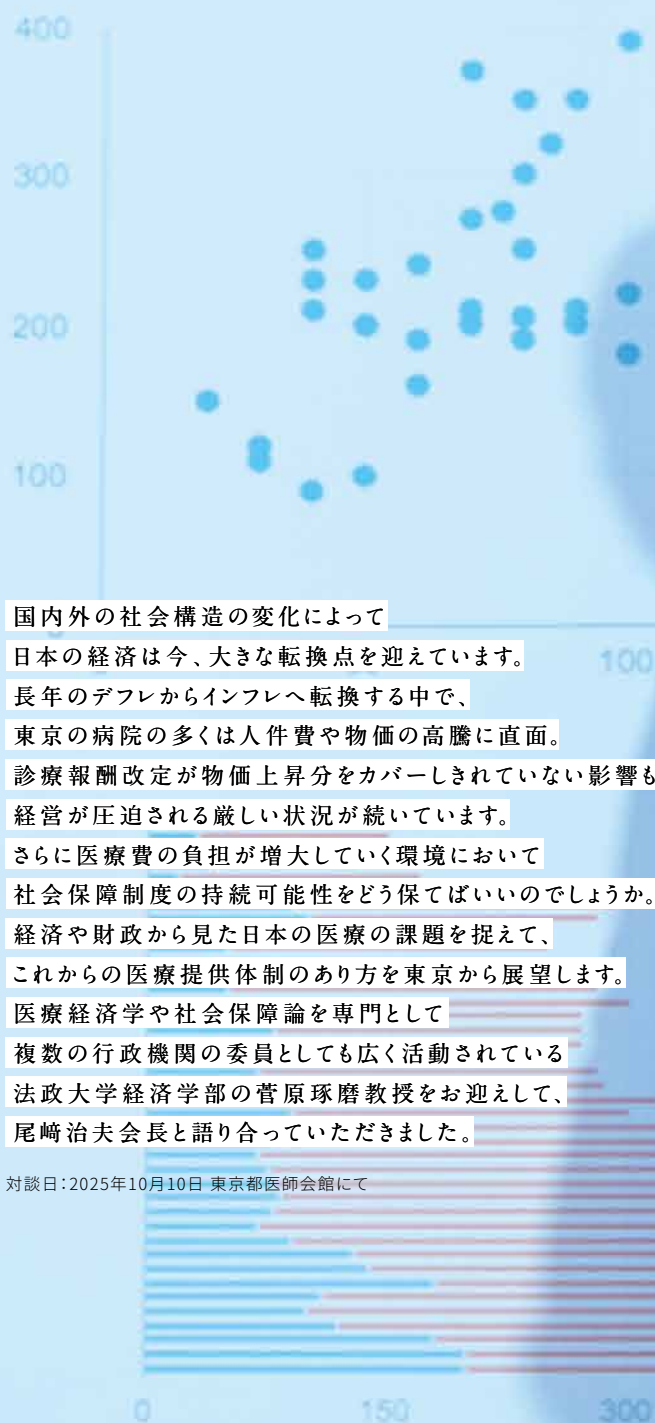 400
300
200
100
100
国内外の社会構造の変化によって
日本の経済は今、大きな転換点を迎えています。
長年のデフレからインフレへ転換する中で、
東京の病院の多くは人件費や物価の高騰に直面。
診療報酬改定が物価上昇分をカバーしきれていない影響も
経営が圧迫される厳しい状況が続いています。
さらに医療費の負担が増大していく環境において
社会保障制度の持続可能性をどう保てばいいのでしょうか。
経済や財政から見た日本の医療の課題を捉えて、
これからの医療提供体制のあり方を東京から展望します。
医療経済学や社会保障論を専門として
複数の行政機関の委員としても広く活動されている
法政大学経済学部の菅原琢磨教授をお迎えして、
尾﨑治夫会長と語り合っていただきました。
対談日：2025年10月10日 東京都医師会館にて
0 150 300